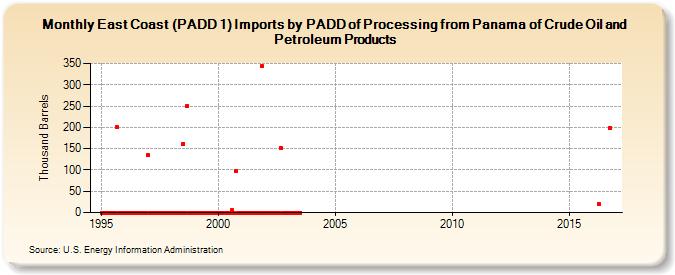 Monthly East Coast (PADD 1) Imports by PADD of Processing from Panama of Crude Oil and
Petroleum Products
Thousand Barrels
350
300
250
200
150
100
50
0
1995 2000 2005 2010 2015
Source: U.S. Energy Information Administration